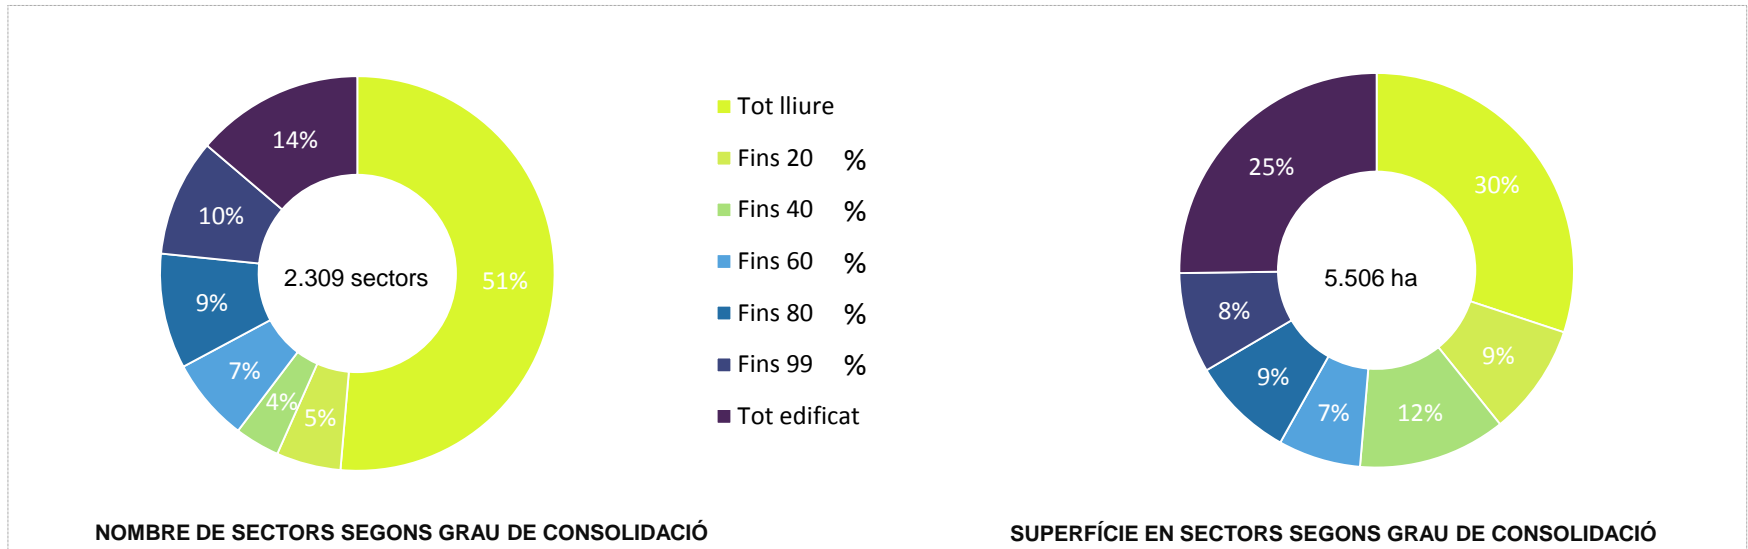 14%
10%
9%
7%
4%
5%
51%
2.309 sectors
NOMBRE DE SECTORS SEGONS GRAU DE CONSOLIDACIÓ
Tot lliure
Fins 20 %
Fins 40 %
Fins 60 %
Fins 80 %
Fins 99 %
Tot edificat
25%
30%
8%
9%
9%
7%
12%
5.506 ha
SUPERFÍCIE EN SECTORS SEGONS GRAU DE CONSOLIDACIÓ